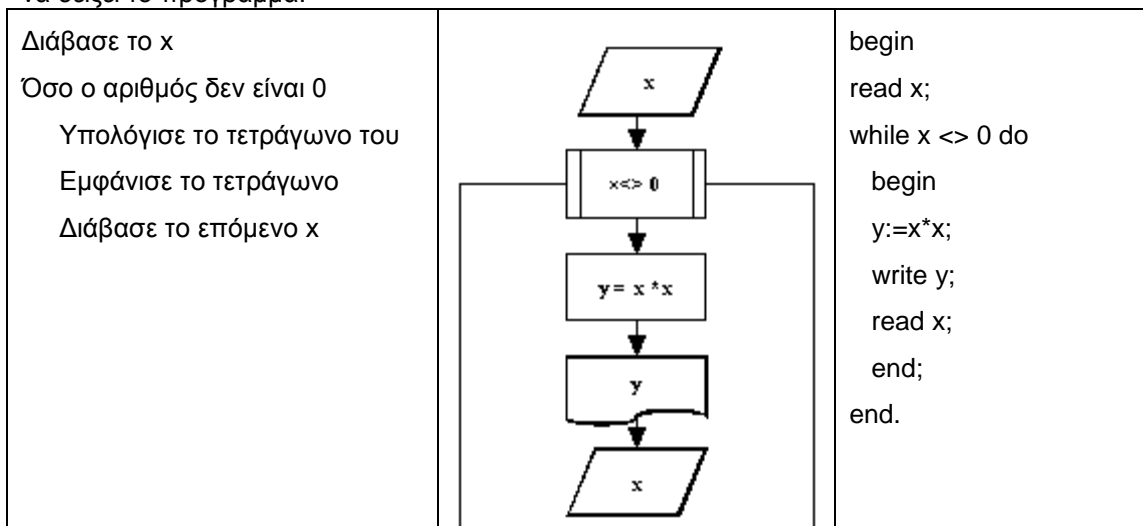 Διάβασε το x
Όσο ο αριθμός δεν είναι 0
Υπολόγισε το τετράγωνο του
Εμφάνισε το τετράγωνο
Διάβασε το επόμενο x
x
x<> 0
y = x *x
y
x
begin
read x;
while x <> 0 do
begin
y:=x*x;
write y;
read x;
end;
end.